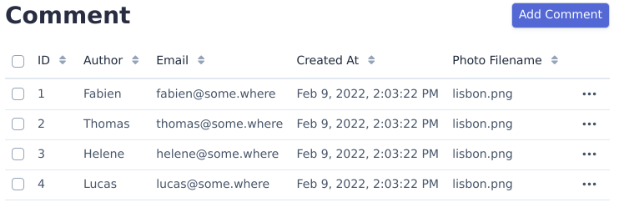 Comment
Add Comment
ID Author Email Created At Photo Filename
1 Fabien fabien@some.where Feb 9, 2022, 2:03:22 PM lisbon.png ...
2 Thomas thomas@some.where Feb 9, 2022, 2:03:22 PM lisbon.png ...
3 Helene helene@some.where Feb 9, 2022, 2:03:22 PM lisbon.png ...
4 Lucas lucas@some.where Feb 9, 2022, 2:03:22 PM lisbon.png ...